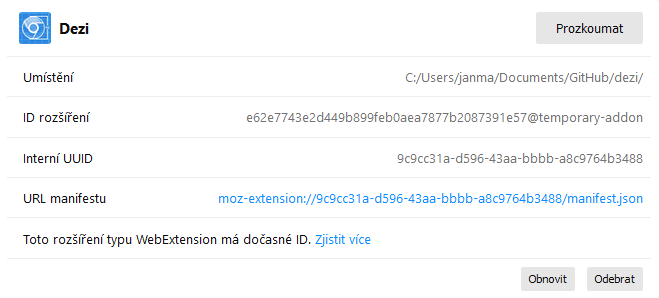 Dezi
Prozkoumat
Umístění
C:/Users/janma/Documents/GitHub/dezi/
ID rozšíření
e62e7743e2d449b899feb0aea7877b2087391e57@temporary-addon
Interní UUID
9c9cc31a-d596-43aa-bbbb-a8c9764b3488
URL manifestu
moz-extension://9c9cc31a-d596-43aa-bbbb-a8c9764b3488/manifest.json
Toto rozšíření typu WebExtension má dočasné ID. Zjistit více
Obnovit
Odebrat